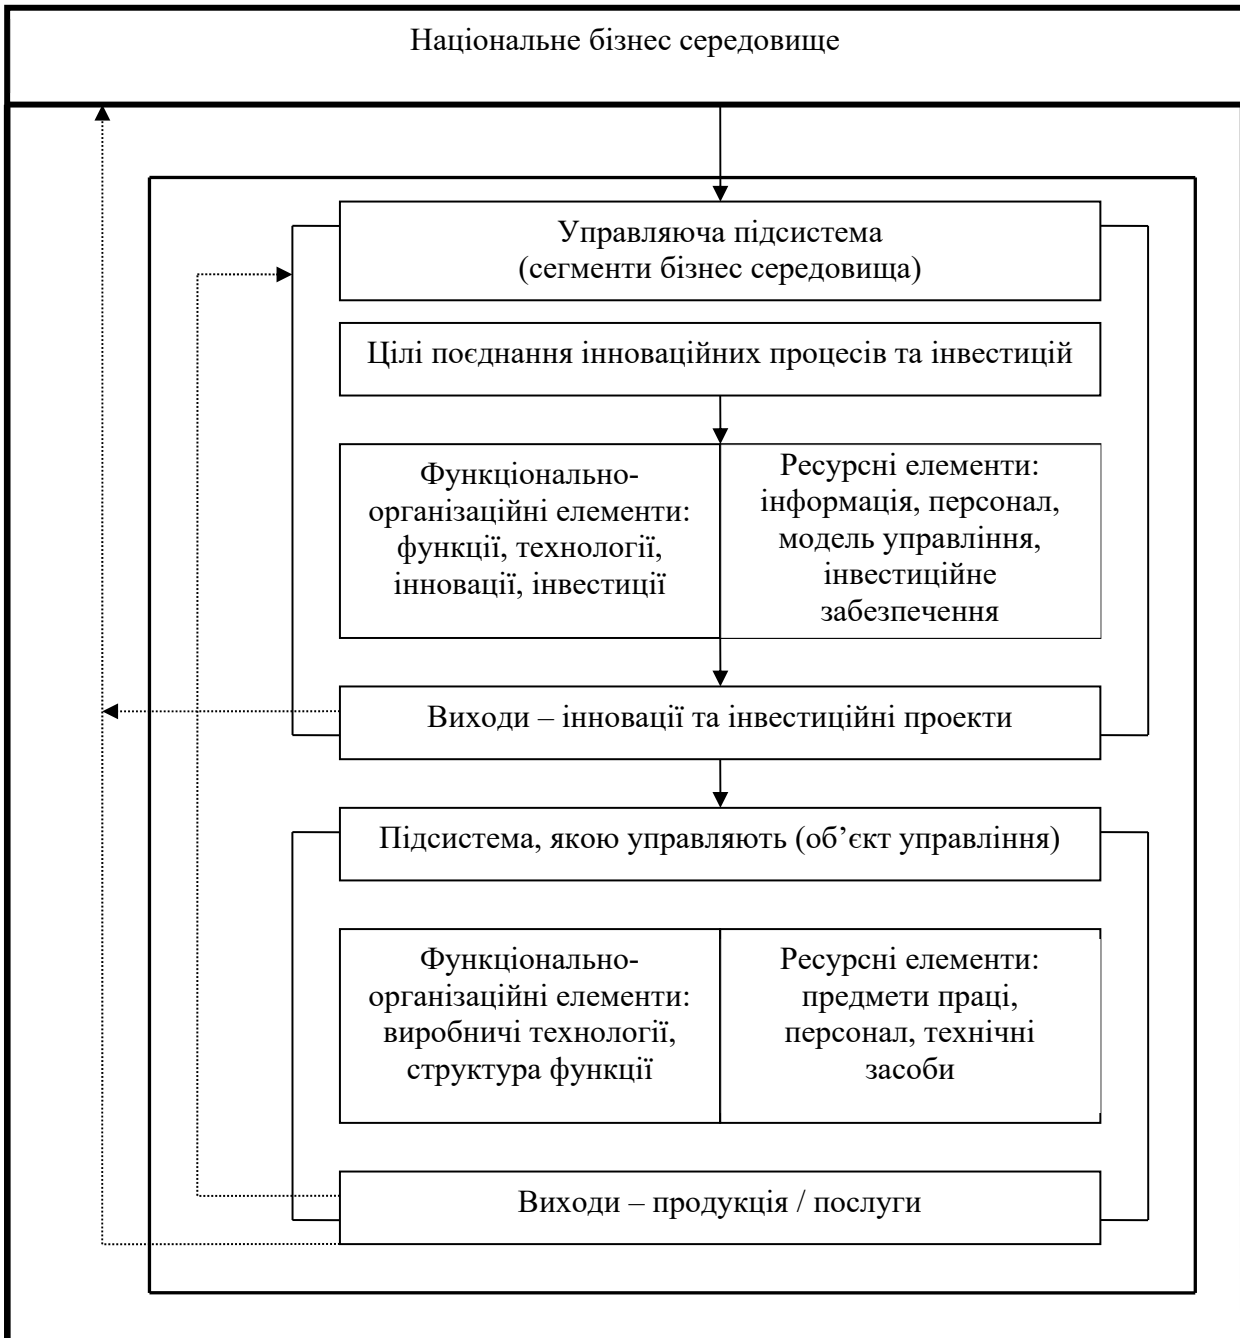 Національне бізнес середовище
Управляюча підсистема
(сегменти бізнес середовища)
Цілі поєднання інноваційних процесів та інвестицій
Функціонально-
організаційні елементи:
функції, технології,
інновації, інвестиції
Ресурсні елементи:
інформація, персонал,
модель управління,
інвестиційне
забезпечення
Виходи – інновації та інвестиційні проекти
Підсистема, якою управляють (об’єкт управління)
Функціонально-
організаційні елементи:
виробничі технології,
структура функції
Ресурсні елементи:
предмети праці,
персонал, технічні
засоби
Виходи – продукція / послуги